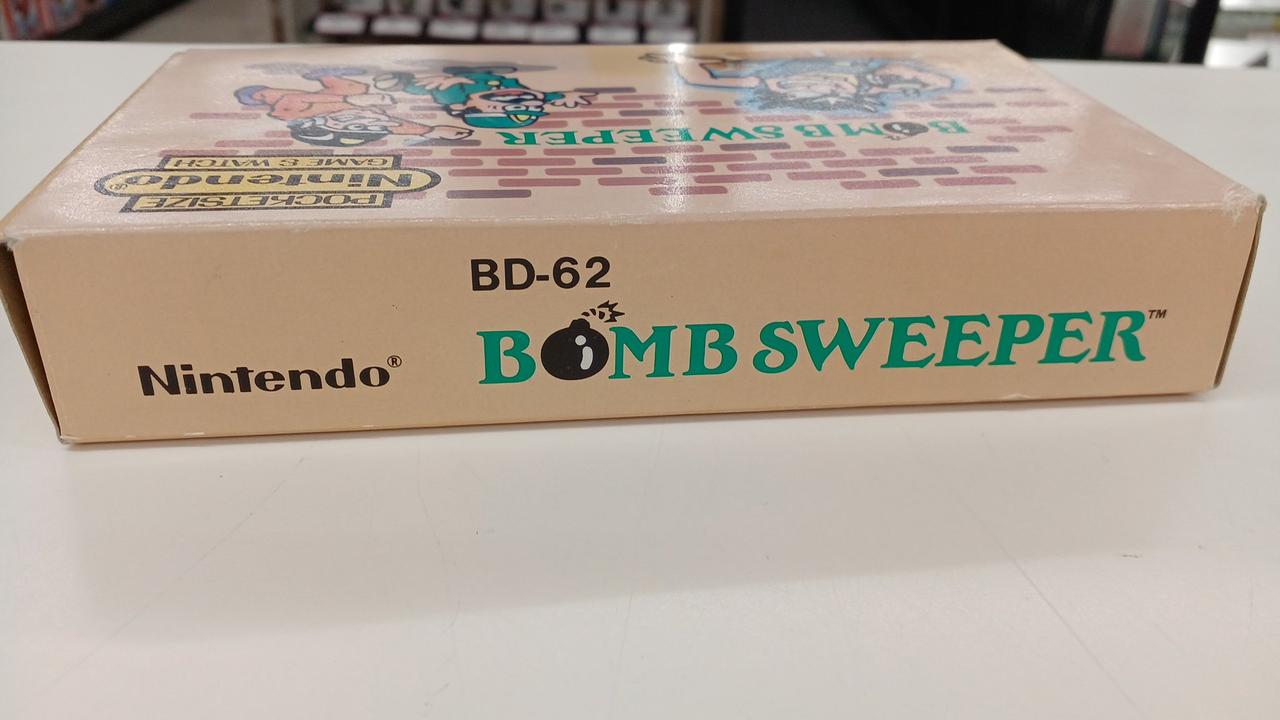 BOMB SWEEPER
POCKETSIZE
Nintendo®
GAME & WATCH
BD-62
Nintendo®
BOMB SWEEPER™